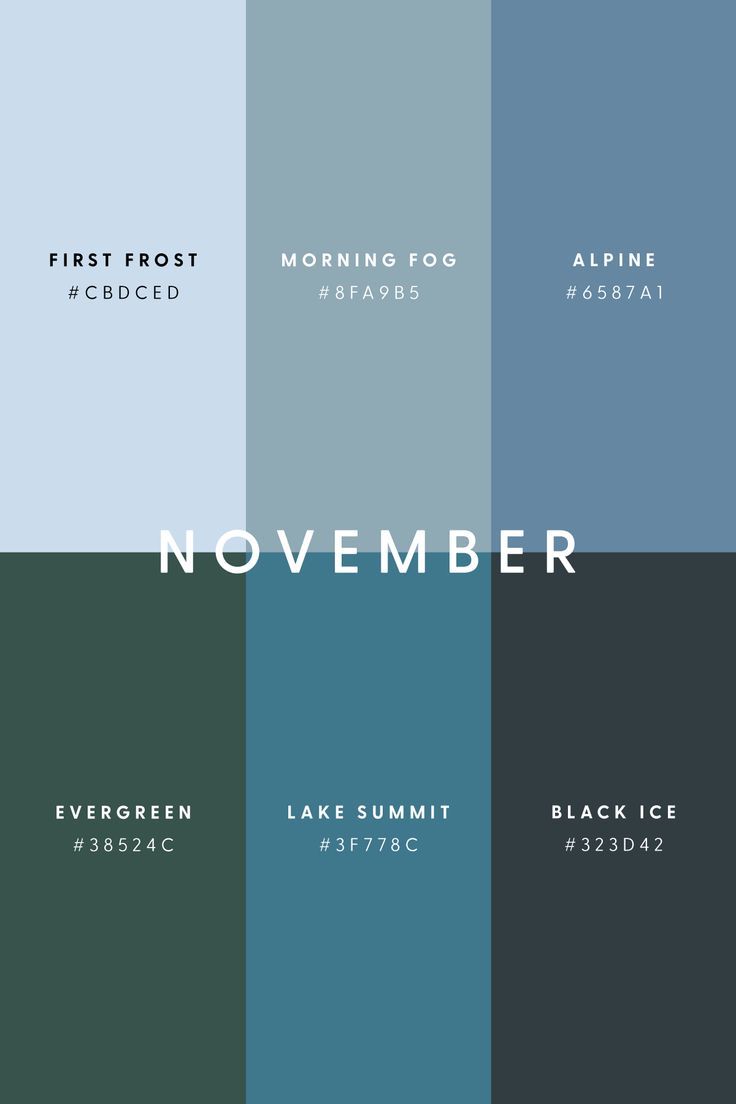 FIRST FROST
#CBDCED
MORNING FOG
#8FA9B5
ALPINE
#6587A1
NOVEMBER
EVERGREEN
#38524C
LAKE SUMMIT
#3F778C
BLACK ICE
#323D42